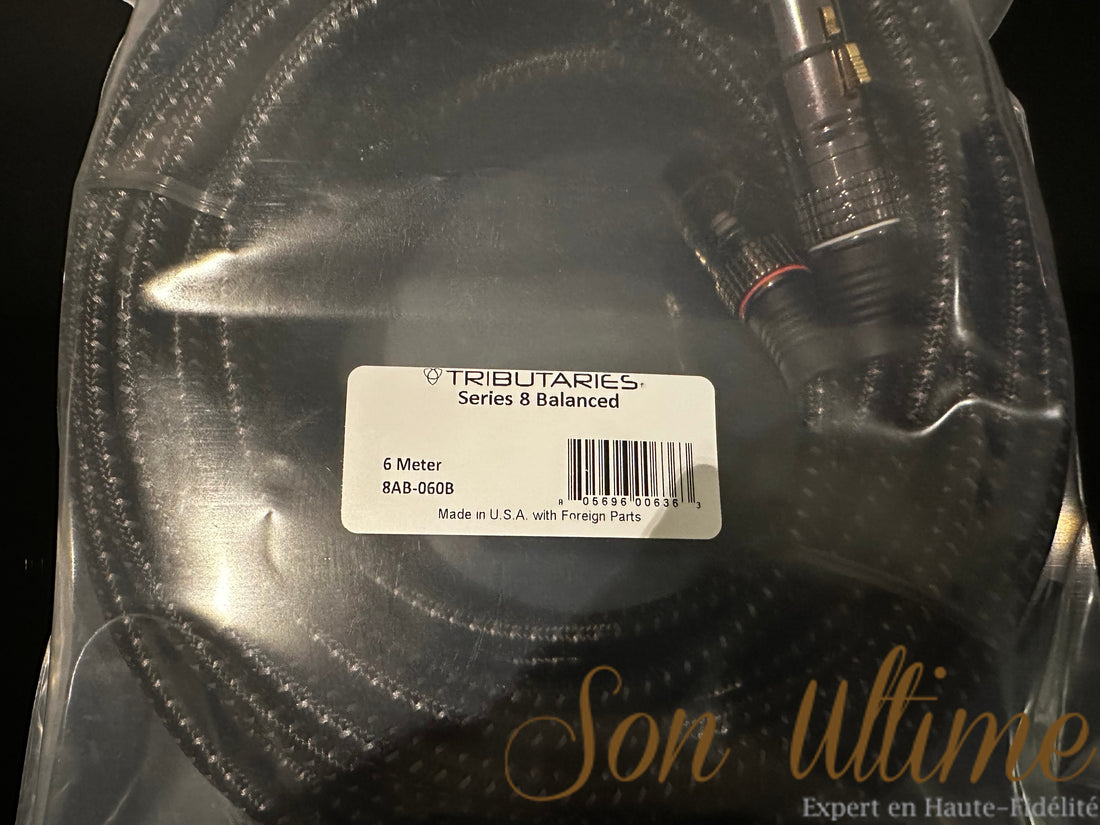 TRIBUTARIES
Series 8 Balanced
6 Meter
8AB-060B
8 05696 00636 3
Made in U.S.A. with Foreign Parts
Son Ultime
Expert en Haute-Fidélité